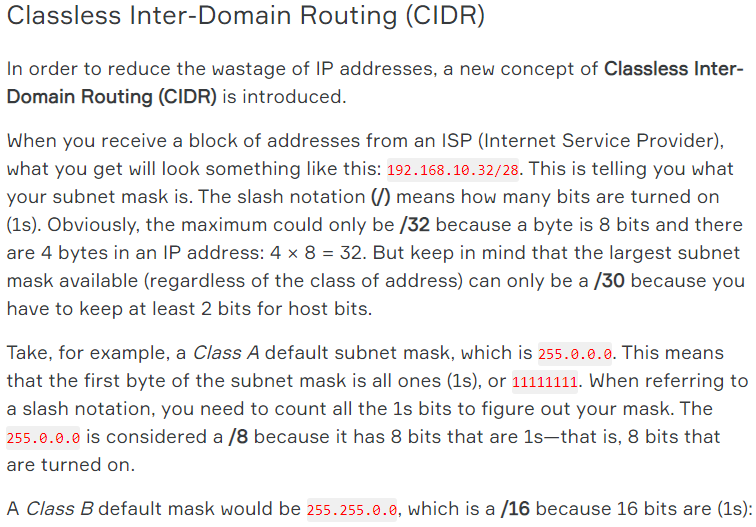 Classless Inter-Domain Routing (CIDR)
In order to reduce the wastage of IP addresses, a new concept of Classless Inter-
Domain Routing (CIDR) is introduced.
When you receive a block of addresses from an ISP (Internet Service Provider),
what you get will look something like this: 192.168.10.32/28. This is telling you what
your subnet mask is. The slash notation (/) means how many bits are turned on
(1s). Obviously, the maximum could only be /32 because a byte is 8 bits and there
are 4 bytes in an IP address: 4 × 8 = 32. But keep in mind that the largest subnet
mask available (regardless of the class of address) can only be a /30 because you
have to keep at least 2 bits for host bits.
Take, for example, a Class A default subnet mask, which is 255.0.0.0. This means
that the first byte of the subnet mask is all ones (1s), or 11111111. When referring to
a slash notation, you need to count all the 1s bits to figure out your mask. The
255.0.0.0 is considered a /8 because it has 8 bits that are 1s—that is, 8 bits that
are turned on.
A Class B default mask would be 255.255.0.0, which is a /16 because 16 bits are (1s):